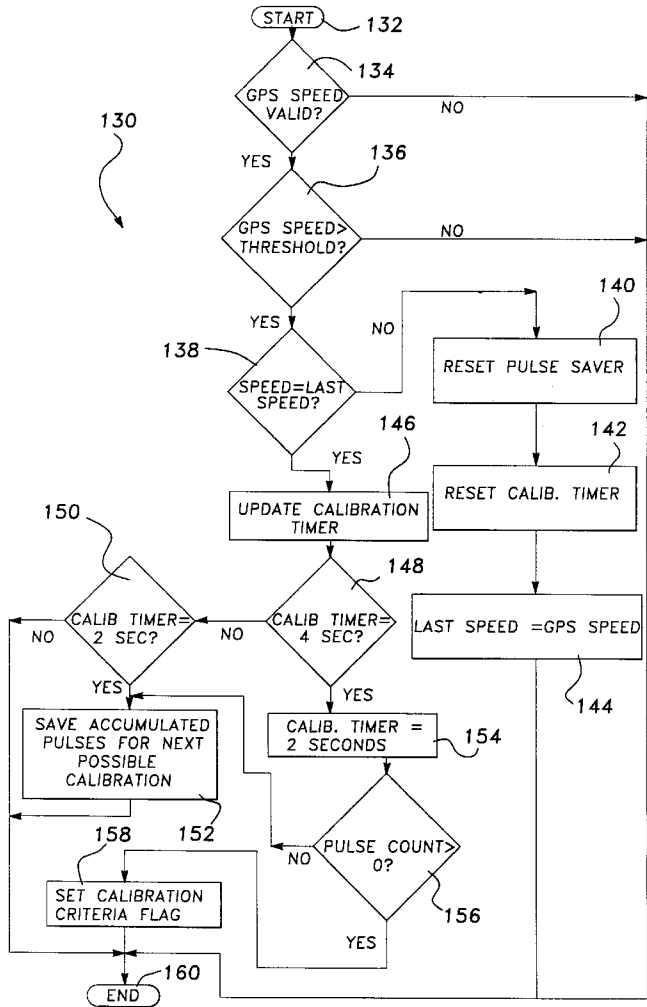 START
132
134
GPS SPEED
VALID?
NO
130
YES
136
GPS SPEED>
THRESHOLD?
NO
YES
NO
140
138
RESET PULSE SAVER
SPEED=LAST
SPEED?
146
142
YES
UPDATE CALIBRATION
TIMER
RESET CALIB. TIMER
150
148
CALIB TIMER=
2 SEC?
CALIB TIMER=
4 SEC?
LAST SPEED =GPS SPEED
NO
NO
144
YES
YES
SAVE ACCUMULATED
PULSES FOR NEXT
POSSIBLE
CALIBRATION
CALIB. TIMER =
2 SECONDS
154
152
158
NO
PULSE COUNT>
0?
156
SET CALIBRATION
CRITERIA FLAG
YES
160
END